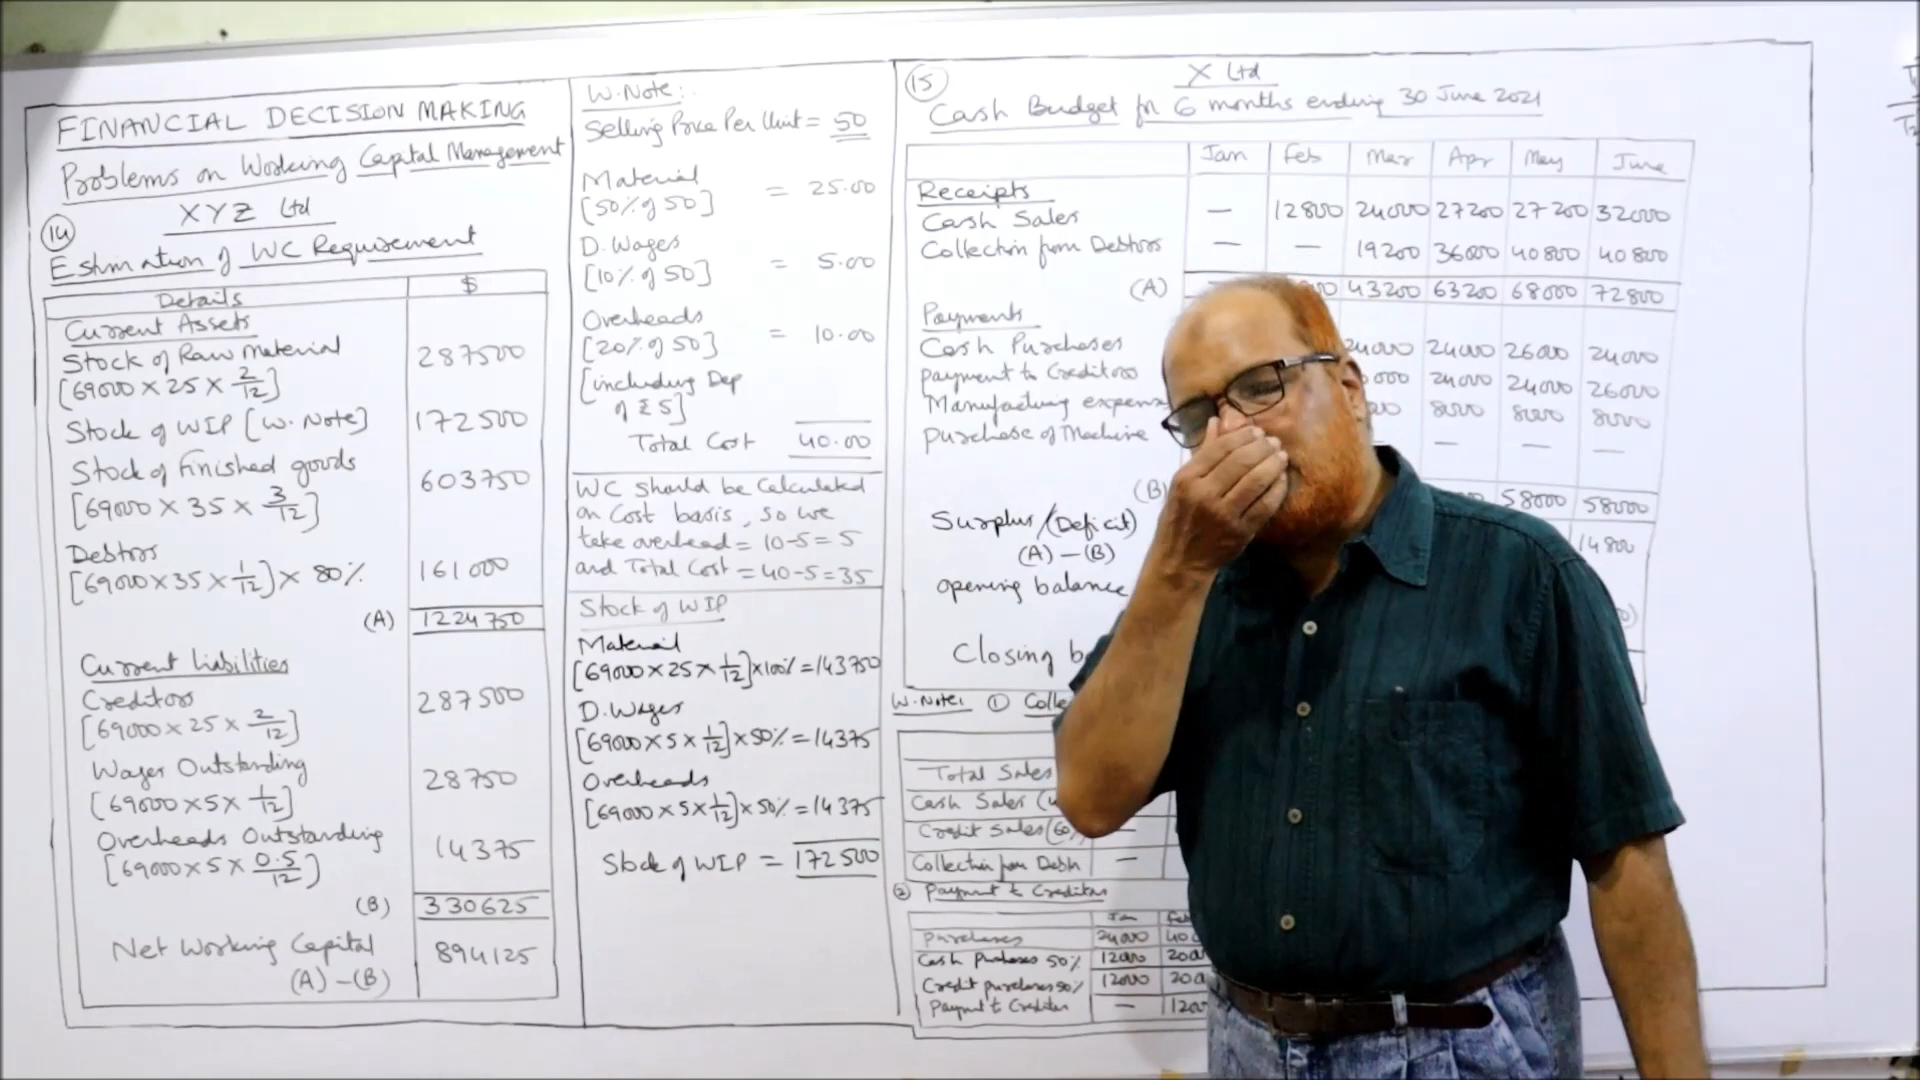 FINANCIAL DECISION MAKING
Problems on Working Capital Management
14
XYZ Ltd
Estimation of WC Requirement
Details $
Current Assets
Stock of Raw Material 287500
[69000 × 25 × 2/12]
Stock of WIP [W.Note] 172500
Stock of Finished goods 603750
[69000 × 35 × 3/12]
Debtors
[69000×35×1/12]× 80% 161000
(A) 1224750
Current liabilities
Creditors 287500
[69000 × 25 × 2/12]
Wages Outstanding 28750
[69000×5× 1/12]
Overheads Outstanding 14375
[69000×5× 0.5/12]
(B) 330625
Net Working Capital 894125
(A) – (B)
W.Note:
Selling Price Per Unit = 50
Material = 25.00
[50% of 50]
D. Wages = 5.00
[10% of 50]
Overheads = 10.00
[20% of 50]
[including Dep
of ₹5]
Total Cost 40.00
WC should be Calculated
on Cost basis, so we
take overhead = 10-5=5
and Total Cost = 40-5=35
Stock of WIP
Material
[69000×25×1/12]×100%=143750
D. Wages
[69000×5×1/12]×50%=14375
Overheads
[69000×5×1/12]×50%=14375
Stock of WIP = 172500
15
X Ltd
Cash Budget for 6 months ending 30 June 2021
Jan Feb Mar Apr May June
Receipts
Cash Sales — 12800 24000 27200 27200 32000
Collection from Debtors — — 19200 36000 40800 40800
(A) 43200 63200 68000 72800
Payments
Cash Purchases 24000 24000 26000 24000
Payment to Creditors 24000 24000 26000
Manufacturing expens 8000 8000 8000
Purchase of Machine — — —
(B) 58000 58000
Surplus/(Deficit) 14800
(A) – (B)
Opening balance
Closing b
W.Note: 1 Colle
Total Sales
Cash Sales
Credit Sales (60 —
Collection from Debtr —
2 Payment to Creditors
Jan Feb
Purchases 24000 400
Cash Purchases 50% 12000 200
Credit purchases 50% 12000 200
Payment to Creditors — 1200